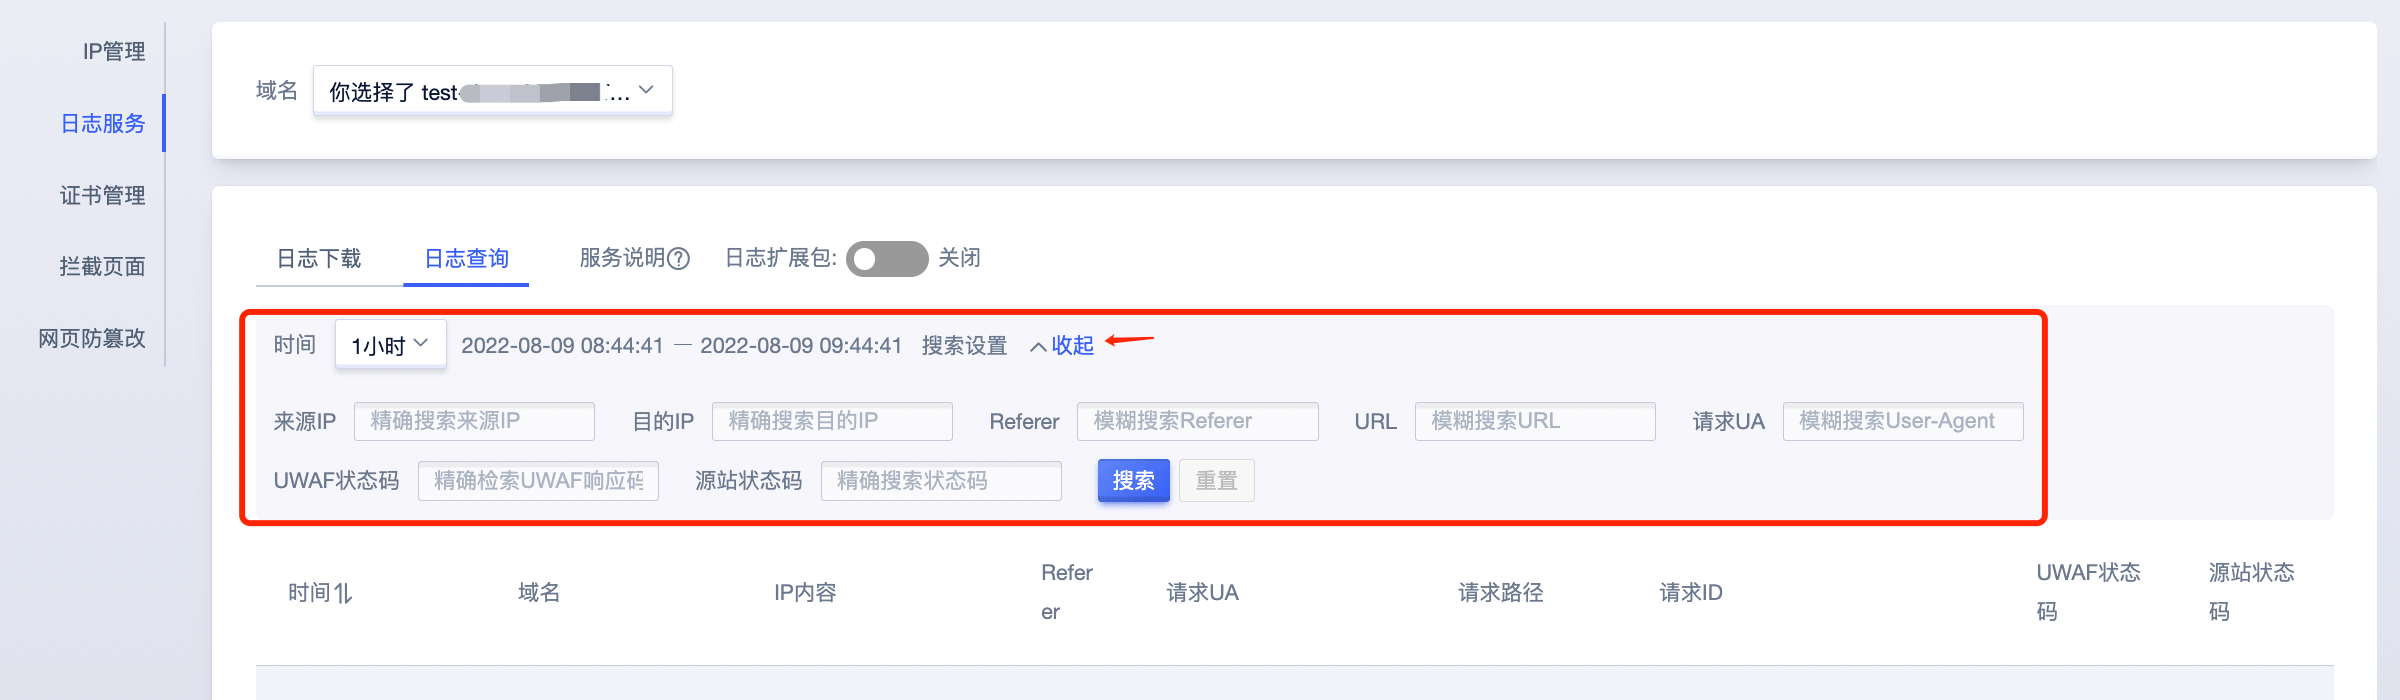 IP管理
日志服务
证书管理
拦截页面
网页防篡改
域名 你选择了 test- ...
日志下载 日志查询 服务说明? 日志扩展包: 关闭
时间 1小时 2022-08-09 08:44:41 — 2022-08-09 09:44:41 搜索设置 收起
来源IP 精确搜索来源IP 目的IP 精确搜索目的IP Referer 模糊搜索Referer URL 模糊搜索URL 请求UA 模糊搜索User-Agent
UWAF状态码 精确检索UWAF响应码 源站状态码 精确搜索状态码 搜索 重置
时间 域名 IP内容 Referer 请求UA 请求路径 请求ID UWAF状态码 源站状态码